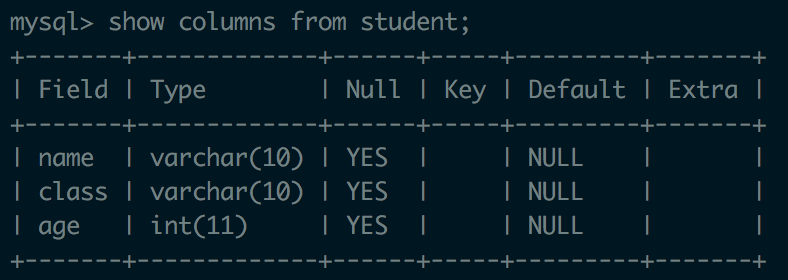 mysql> show columns from student;
+-------+-------------+------+-----+---------+-------+
| Field | Type        | Null | Key | Default | Extra |
+-------+-------------+------+-----+---------+-------+
| name  | varchar(10) | YES  |     | NULL    |       |
| class | varchar(10) | YES  |     | NULL    |       |
| age   | int(11)     | YES  |     | NULL    |       |
+-------+-------------+------+-----+---------+-------+